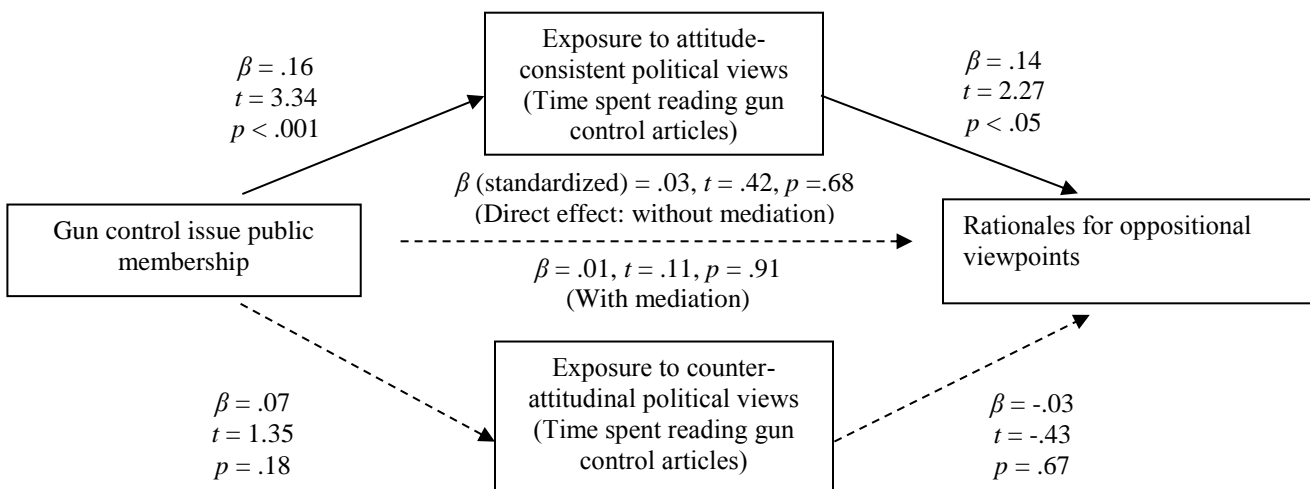 Exposure to attitude-
consistent political views
(Time spent reading gun
control articles)
β = .16
t = 3.34
p < .001
β = .14
t = 2.27
p < .05
β (standardized) = .03, t = .42, p =.68
(Direct effect: without mediation)
Gun control issue public
membership
Rationales for oppositional
viewpoints
β = .01, t = .11, p = .91
(With mediation)
Exposure to counter-
attitudinal political views
(Time spent reading gun
control articles)
β = .07
t = 1.35
p = .18
β = -.03
t = -.43
p = .67